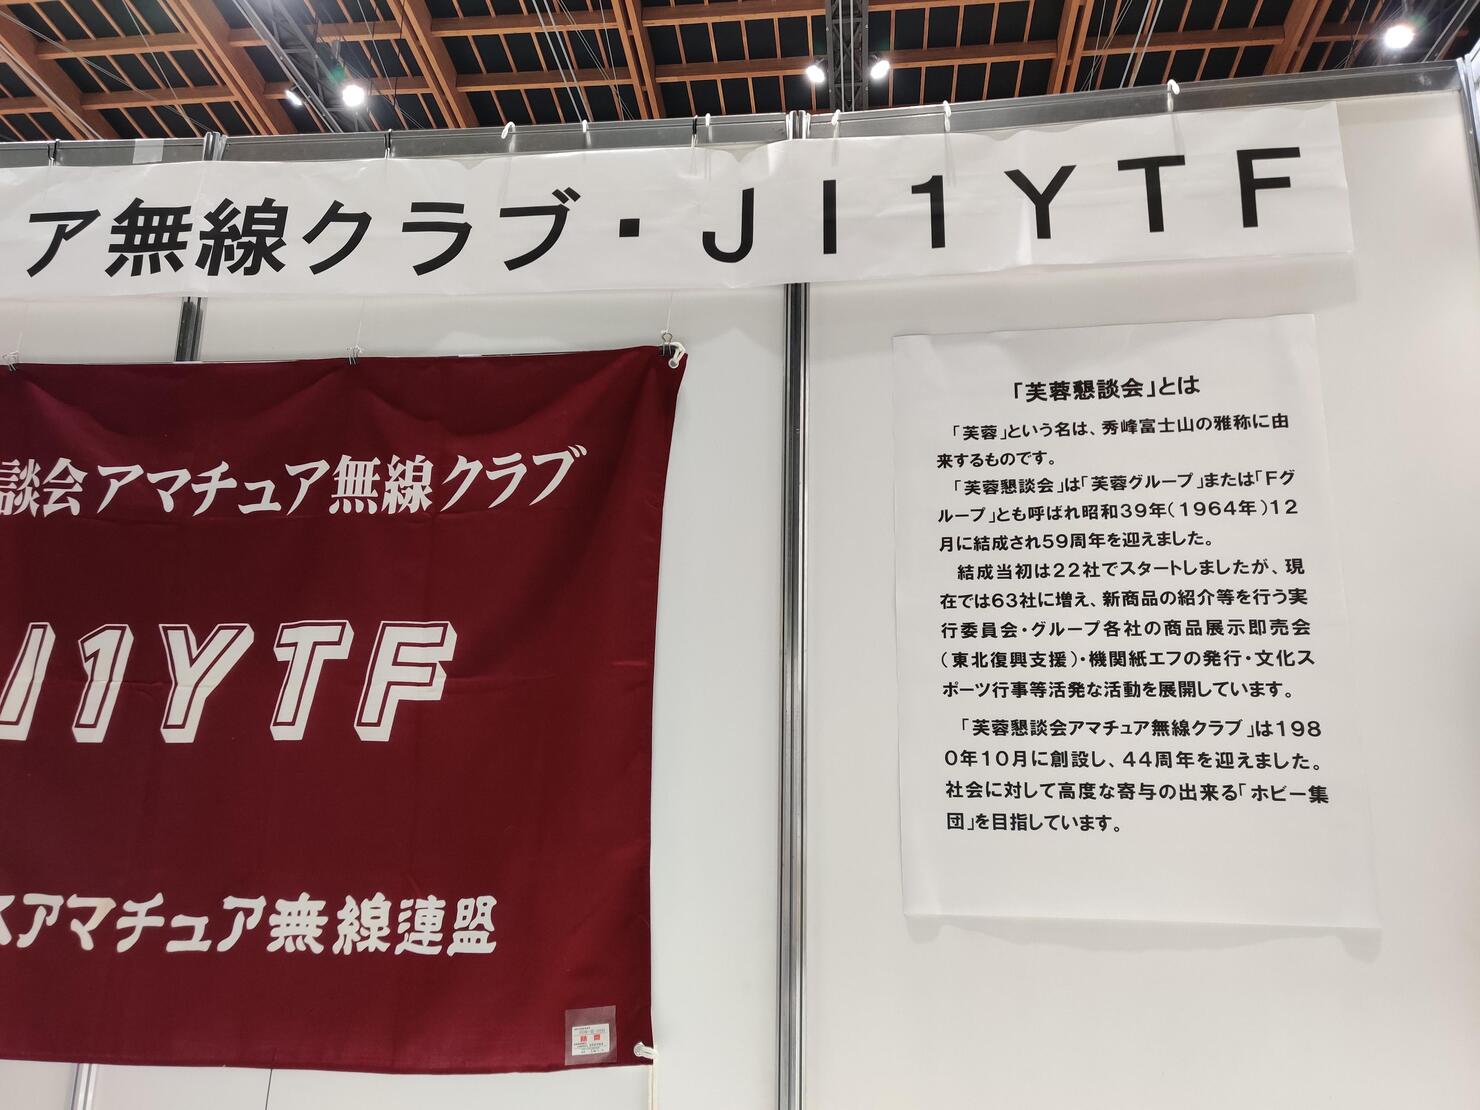 ア無線クラブ・JI1YTF
談会アマチュア無線クラブ
I1YTF
スアマチュア無線連盟
「芙蓉懇談会」とは
「芙蓉」という名は、秀峰富士山の雅称に由
来するものです。
「芙蓉懇談会」は「芙蓉グループ」または「Fグ
ループ」とも呼ばれ昭和39年(1964年)12
月に結成され59周年を迎えました。
結成当初は22社でスタートしましたが、現
在では63社に増え、新商品の紹介等を行う実
行委員会・グループ各社の商品展示即売会
(東北復興支援)・機関紙エフの発行・文化ス
ポーツ行事等活発な活動を展開しています。
「芙蓉懇談会アマチュア無線クラブ」は198
0年10月に創設し、44周年を迎えました。
社会に対して高度な寄与の出来る「ホビー集
団」を目指しています。